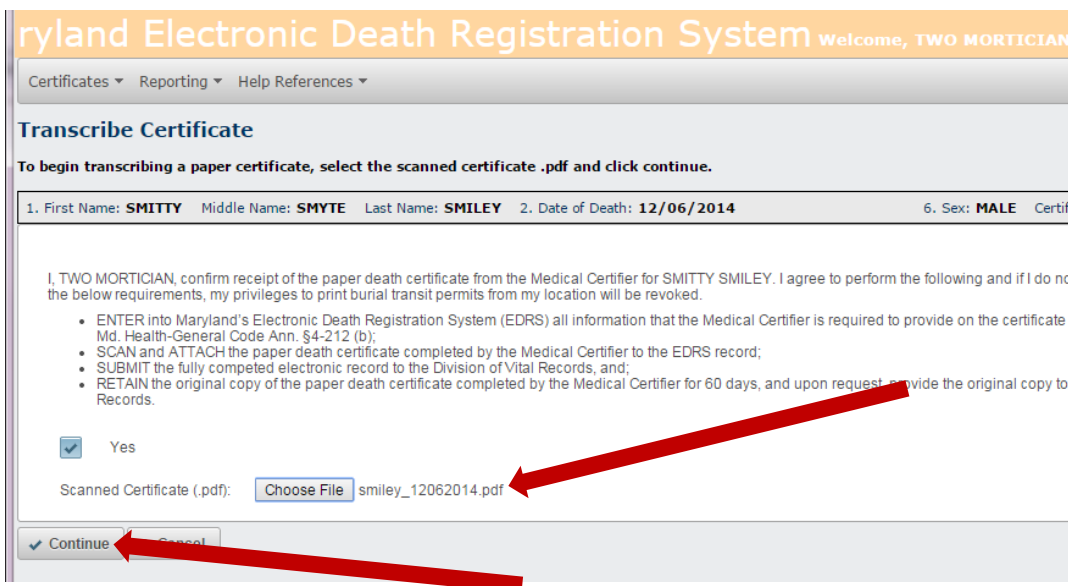 ryland Electronic Death Registration System Welcome, TWO MORTICIAN
Certificates Reporting Help References
Transcribe Certificate
To begin transcribing a paper certificate, select the scanned certificate .pdf and click continue.
1. First Name: SMITTY Middle Name: SMYTE Last Name: SMILEY 2. Date of Death: 12/06/2014 6. Sex: MALE Certif
I, TWO MORTICIAN, confirm receipt of the paper death certificate from the Medical Certifier for SMITTY SMILEY. I agree to perform the following and if I do no
the below requirements, my privileges to print burial transit permits from my location will be revoked.
• ENTER into Maryland's Electronic Death Registration System (EDRS) all information that the Medical Certifier is required to provide on the certificate
Md. Health-General Code Ann. §4-212 (b);
• SCAN and ATTACH the paper death certificate completed by the Medical Certifier to the EDRS record;
• SUBMIT the fully competed electronic record to the Division of Vital Records, and;
• RETAIN the original copy of the paper death certificate completed by the Medical Certifier for 60 days, and upon request, provide the original copy to
Records.
Yes
Scanned Certificate (.pdf): Choose File smiley_12062014.pdf
Continue Cancel